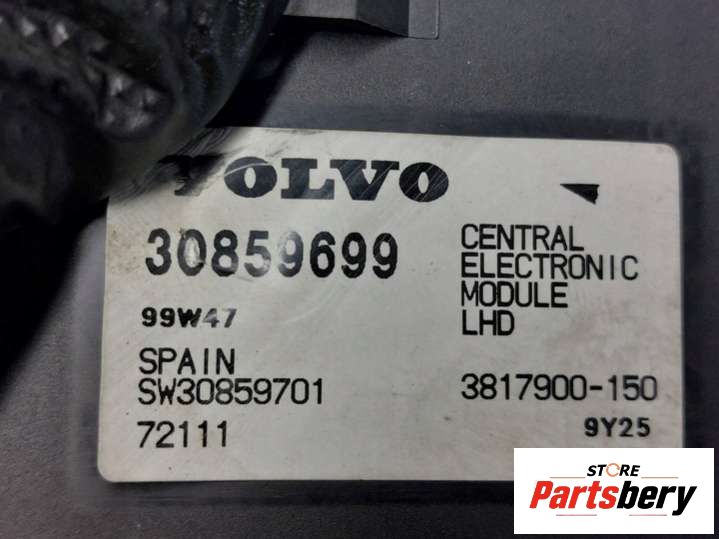 VOLVO
30859699
CENTRAL
ELECTRONIC
MODULE
LHD
99W47
SPAIN
SW30859701
3817900-150
72111
9Y25
STORE
Partsbery